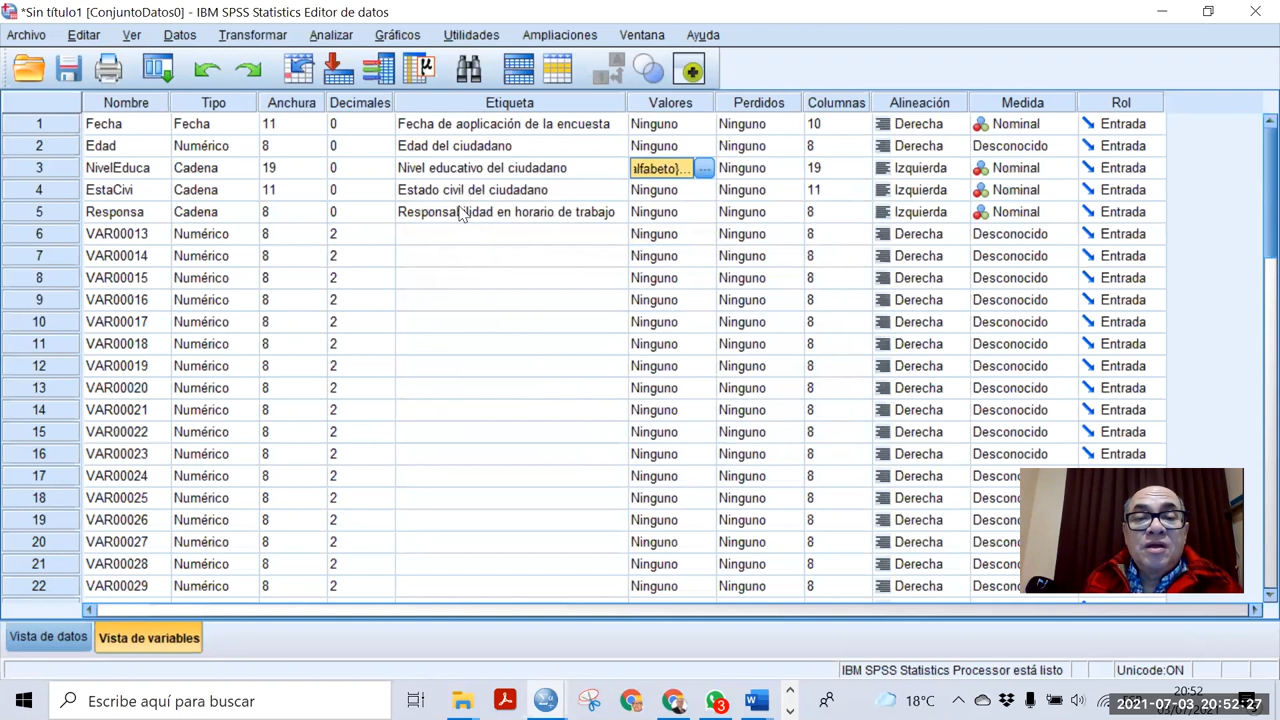 *Sin título1 [ConjuntoDatos0] - IBM SPSS Statistics Editor de datos
Archivo Editar Ver Datos Transformar Analizar Gráficos Utilidades Ampliaciones Ventana Ayuda
Nombre Tipo Anchura Decimales Etiqueta Valores Perdidos Columnas Alineación Medida Rol
1 Fecha Fecha 11 0 Fecha de aoplicación de la encuesta Ninguno Ninguno 10 Derecha Nominal Entrada
2 Edad Numérico 8 0 Edad del ciudadano Ninguno Ninguno 8 Derecha Desconocido Entrada
3 NivelEduca Cadena 19 0 Nivel educativo del ciudadano alfabeto}... ... Ninguno 19 Izquierda Nominal Entrada
4 EstaCivi Cadena 11 0 Estado civil del ciudadano Ninguno Ninguno 11 Izquierda Nominal Entrada
5 Responsa Cadena 8 0 Responsabilidad en horario de trabajo Ninguno Ninguno 8 Izquierda Nominal Entrada
6 VAR00013 Numérico 8 2 Ninguno Ninguno 8 Derecha Desconocido Entrada
7 VAR00014 Numérico 8 2 Ninguno Ninguno 8 Derecha Desconocido Entrada
8 VAR00015 Numérico 8 2 Ninguno Ninguno 8 Derecha Desconocido Entrada
9 VAR00016 Numérico 8 2 Ninguno Ninguno 8 Derecha Desconocido Entrada
10 VAR00017 Numérico 8 2 Ninguno Ninguno 8 Derecha Desconocido Entrada
11 VAR00018 Numérico 8 2 Ninguno Ninguno 8 Derecha Desconocido Entrada
12 VAR00019 Numérico 8 2 Ninguno Ninguno 8 Derecha Desconocido Entrada
13 VAR00020 Numérico 8 2 Ninguno Ninguno 8 Derecha Desconocido Entrada
14 VAR00021 Numérico 8 2 Ninguno Ninguno 8 Derecha Desconocido Entrada
15 VAR00022 Numérico 8 2 Ninguno Ninguno 8 Derecha Desconocido Entrada
16 VAR00023 Numérico 8 2 Ninguno Ninguno 8 Derecha Desconocido Entrada
17 VAR00024 Numérico 8 2 Ninguno Ninguno 8 Derecha Descono
18 VAR00025 Numérico 8 2 Ninguno Ninguno 8 Derecha Descono
19 VAR00026 Numérico 8 2 Ninguno Ninguno 8 Derecha Descono
20 VAR00027 Numérico 8 2 Ninguno Ninguno 8 Derecha Descono
21 VAR00028 Numérico 8 2 Ninguno Ninguno 8 Derecha Descono
22 VAR00029 Numérico 8 2 Ninguno Ninguno 8 Derecha Descono
Vista de datos Vista de variables
IBM SPSS Statistics Processor está listo Unicode:ON
Escribe aquí para buscar 3 18°C 20:52
2021-07-03, 20:52:27